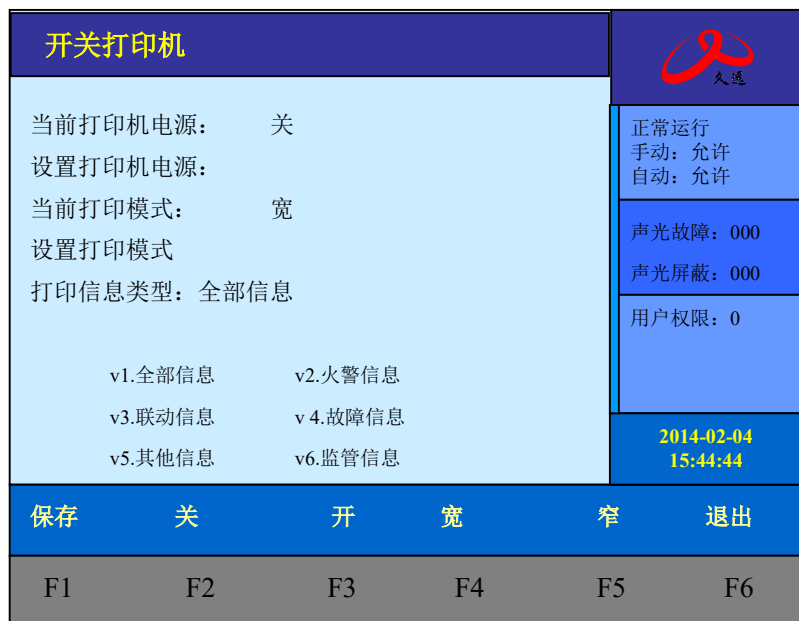 开关打印机
久远
当前打印机电源： 关
设置打印机电源：
当前打印模式： 宽
设置打印模式
打印信息类型：全部信息
v1.全部信息 v2.火警信息
v3.联动信息 v 4.故障信息
v5.其他信息 v6.监管信息
正常运行
手动：允许
自动：允许
声光故障：000
声光屏蔽：000
用户权限：0
2014-02-04
15:44:44
保存 关 开 宽 窄 退出
F1 F2 F3 F4 F5 F6